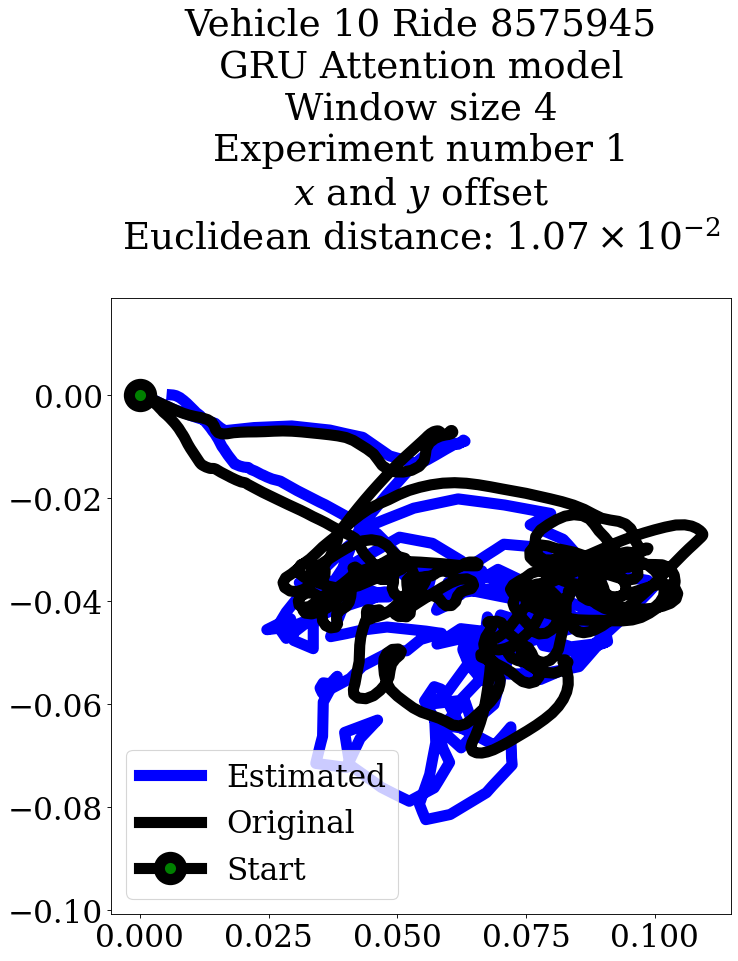 Vehicle 10 Ride 8575945
GRU Attention model
Window size 4
Experiment number 1
x and y offset
Euclidean distance: 1.07 × 10⁻²
0.00
−0.02
−0.04
−0.06
−0.08
−0.10
Estimated
Original
Start
0.000 0.025 0.050 0.075 0.100